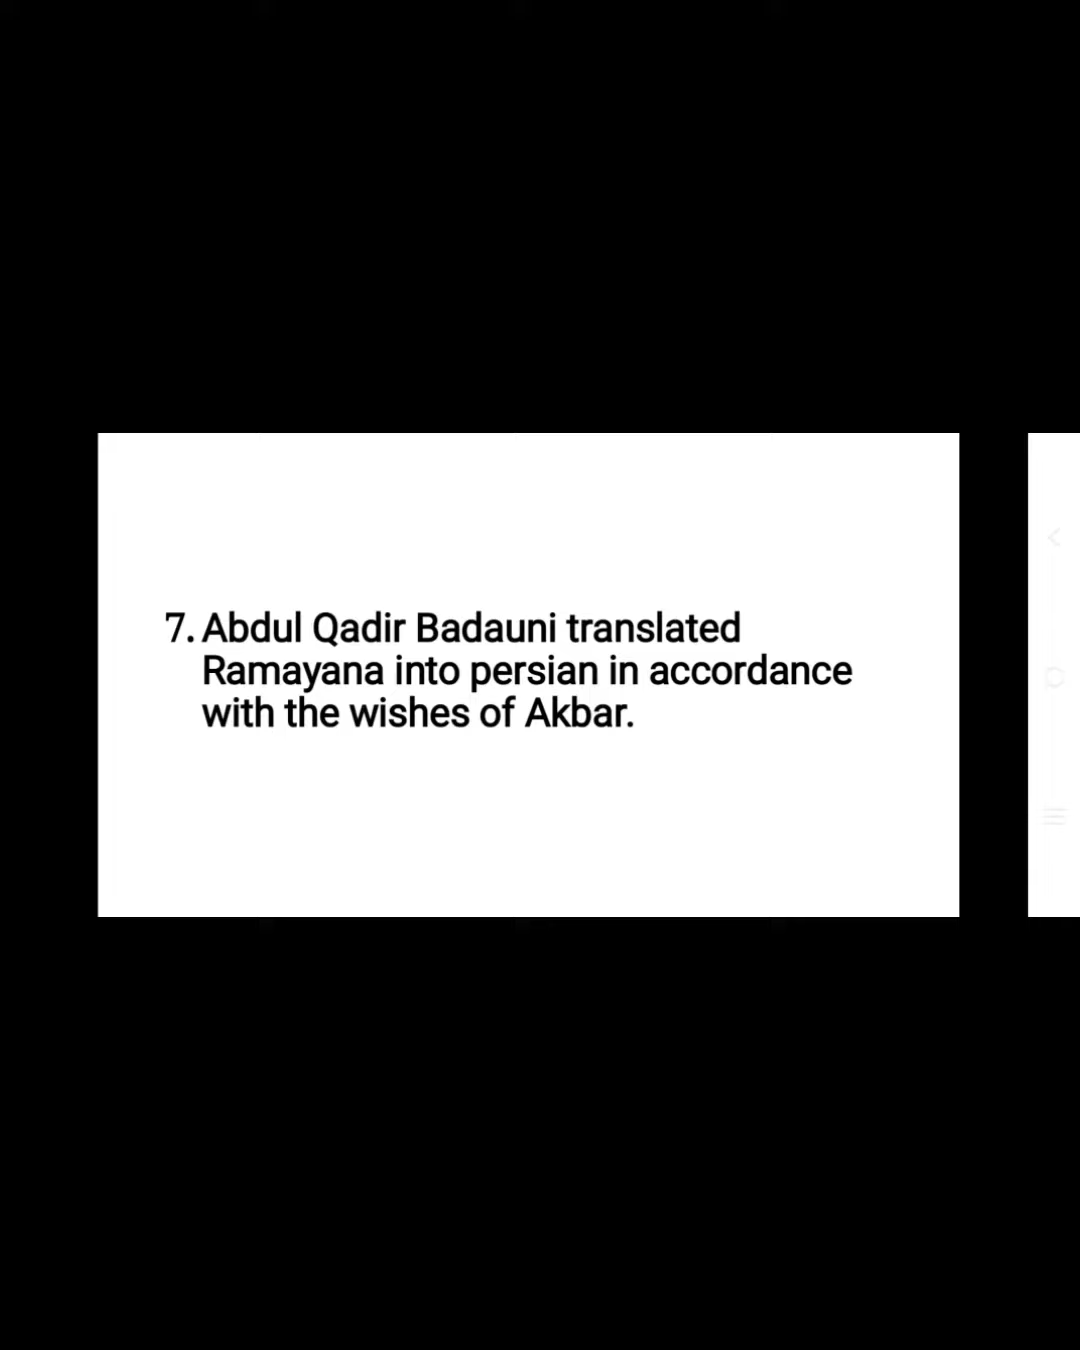 7. Abdul Qadir Badauni translated
Ramayana into persian in accordance
with the wishes of Akbar.